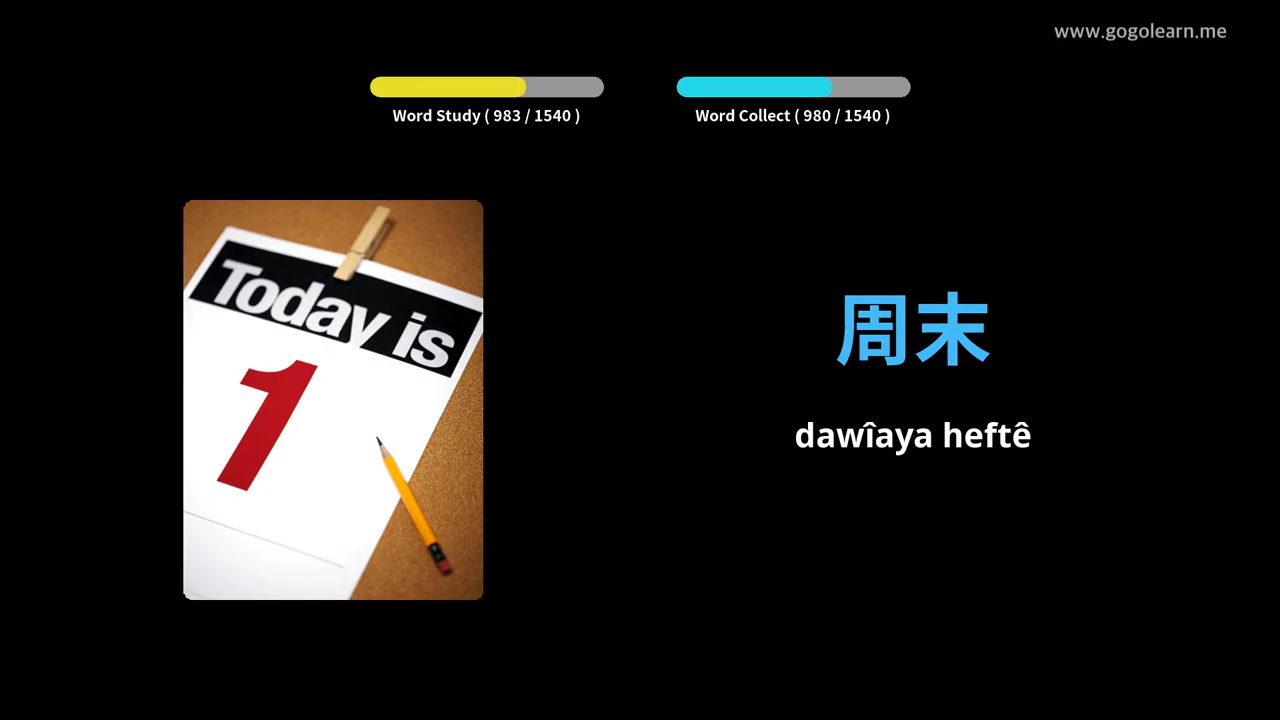 www.gogolearn.me
Word Study ( 983 / 1540 )
Word Collect ( 980 / 1540 )
Today is
1
周末
dawîaya heftê